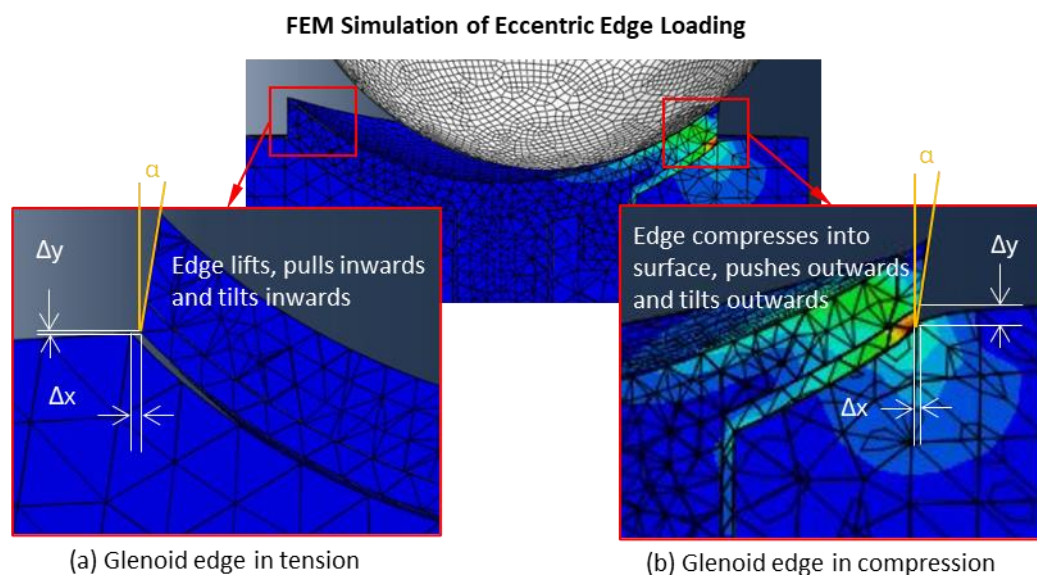 FEM Simulation of Eccentric Edge Loading
α
α
Δy
Edge lifts, pulls inwards
and tilts inwards
Δx
Edge compresses into
surface, pushes outwards
and tilts outwards
Δy
Δx
(a) Glenoid edge in tension
(b) Glenoid edge in compression